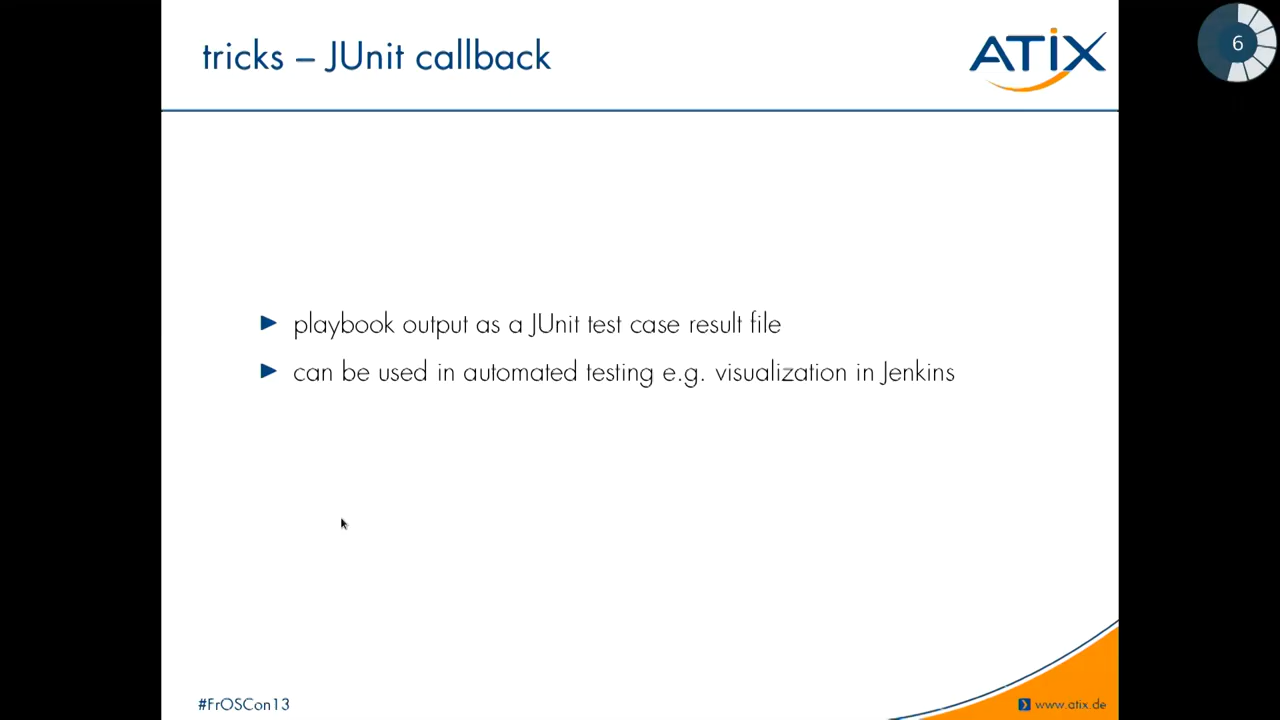 tricks – JUnit callback
ATIX
6
playbook output as a JUnit test case result file
can be used in automated testing e.g. visualization in Jenkins
#FrOSCon13
www.atix.de